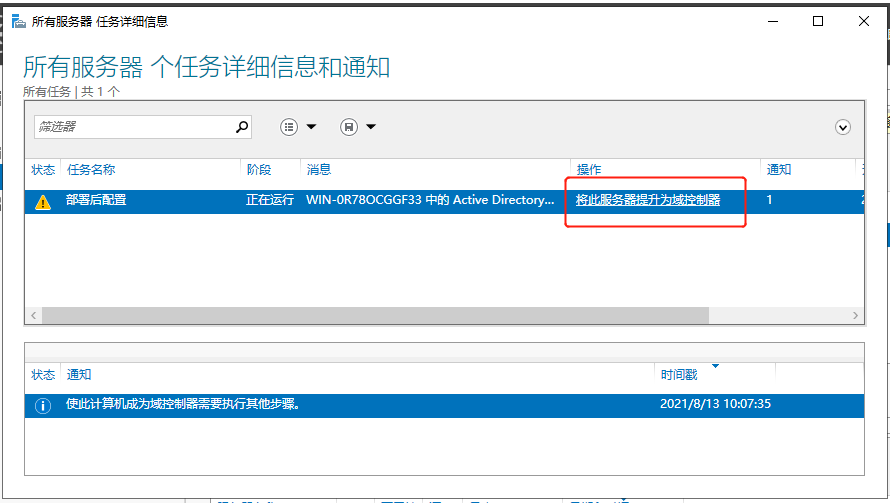 所有服务器 任务详细信息
所有服务器 个任务详细信息和通知
所有任务 | 共 1 个
筛选器
状态 任务名称 阶段 消息 操作 通知
部署后配置 正在运行 WIN-0R78OCGGF33 中的 Active Directory... 将此服务器提升为域控制器 1 2
状态 通知 时间戳
使此计算机成为域控制器需要执行其他步骤。 2021/8/13 10:07:35